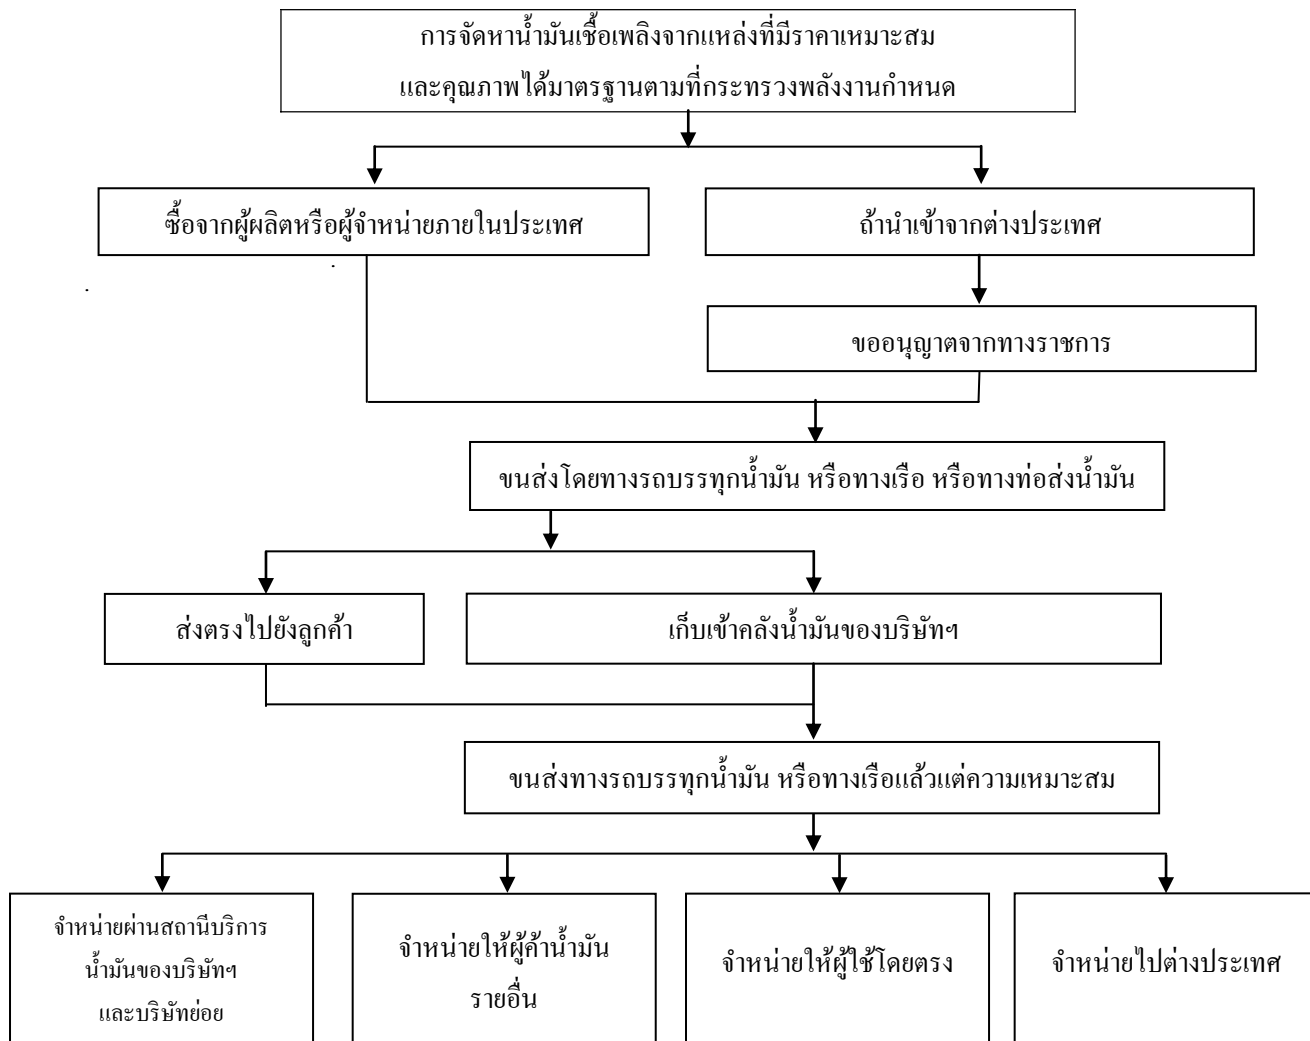 การจัดหาน้ำมันเชื้อเพลิงจากแหล่งที่มีราคาเหมาะสม
และคุณภาพได้มาตรฐานตามที่กระทรวงพลังงานกำหนด
ซื้อจากผู้ผลิตหรือผู้จำหน่ายภายในประเทศ
ถ้านำเข้าจากต่างประเทศ
ขออนุญาตจากทางราชการ
ขนส่งโดยทางรถบรรทุกน้ำมัน หรือทางเรือ หรือทางท่อส่งน้ำมัน
ส่งตรงไปยังลูกค้า
เก็บเข้าคลังน้ำมันของบริษัทฯ
ขนส่งทางรถบรรทุกน้ำมัน หรือทางเรือแล้วแต่ความเหมาะสม
จำหน่ายผ่านสถานีบริการ
น้ำมันของบริษัทฯ
และบริษัทย่อย
จำหน่ายให้ผู้ค้าน้ำมัน
รายอื่น
จำหน่ายให้ผู้ใช้โดยตรง
จำหน่ายไปต่างประเทศ